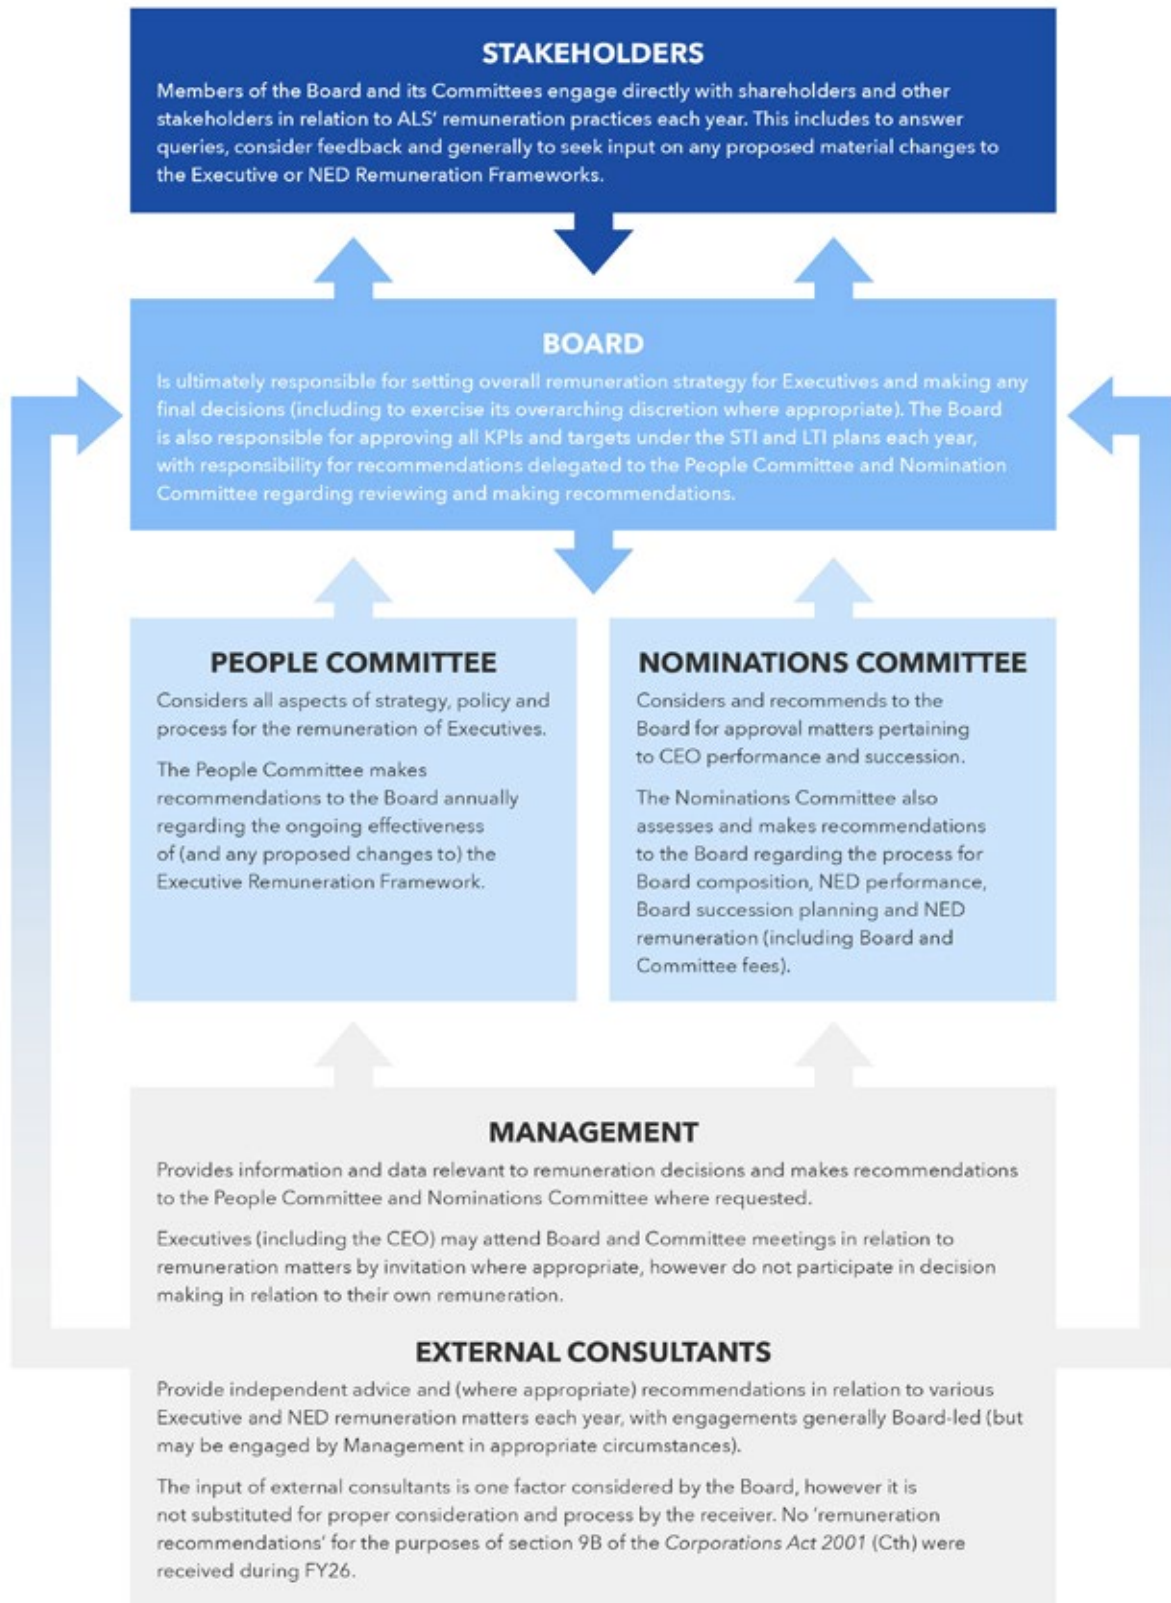 STAKEHOLDERS
Members of the Board and its Committees engage directly with shareholders and other
stakeholders in relation to ALS' remuneration practices each year. This includes to answer
queries, consider feedback and generally to seek input on any proposed material changes to
the Executive or NED Remuneration Frameworks.
BOARD
Is ultimately responsible for setting overall remuneration strategy for Executives and making any
final decisions (including to exercise its overarching discretion where appropriate). The Board
is also responsible for approving all KPIs and targets under the STI and LTI plans each year,
with responsibility for recommendations delegated to the People Committee and Nomination
Committee regarding reviewing and making recommendations.
PEOPLE COMMITTEE
Considers all aspects of strategy, policy and
process for the remuneration of Executives.
The People Committee makes
recommendations to the Board annually
regarding the ongoing effectiveness
of (and any proposed changes to) the
Executive Remuneration Framework.
NOMINATIONS COMMITTEE
Considers and recommends to the
Board for approval matters pertaining
to CEO performance and succession.
The Nominations Committee also
assesses and makes recommendations
to the Board regarding the process for
Board composition, NED performance,
Board succession planning and NED
remuneration (including Board and
Committee fees).
MANAGEMENT
Provides information and data relevant to remuneration decisions and makes recommendations
to the People Committee and Nominations Committee where requested.
Executives (including the CEO) may attend Board and Committee meetings in relation to
remuneration matters by invitation where appropriate, however do not participate in decision
making in relation to their own remuneration.
EXTERNAL CONSULTANTS
Provide independent advice and (where appropriate) recommendations in relation to various
Executive and NED remuneration matters each year, with engagements generally Board-led (but
may be engaged by Management in appropriate circumstances).
The input of external consultants is one factor considered by the Board, however it is
not substituted for proper consideration and process by the receiver. No 'remuneration
recommendations' for the purposes of section 9B of the Corporations Act 2001 (Cth) were
received during FY26.